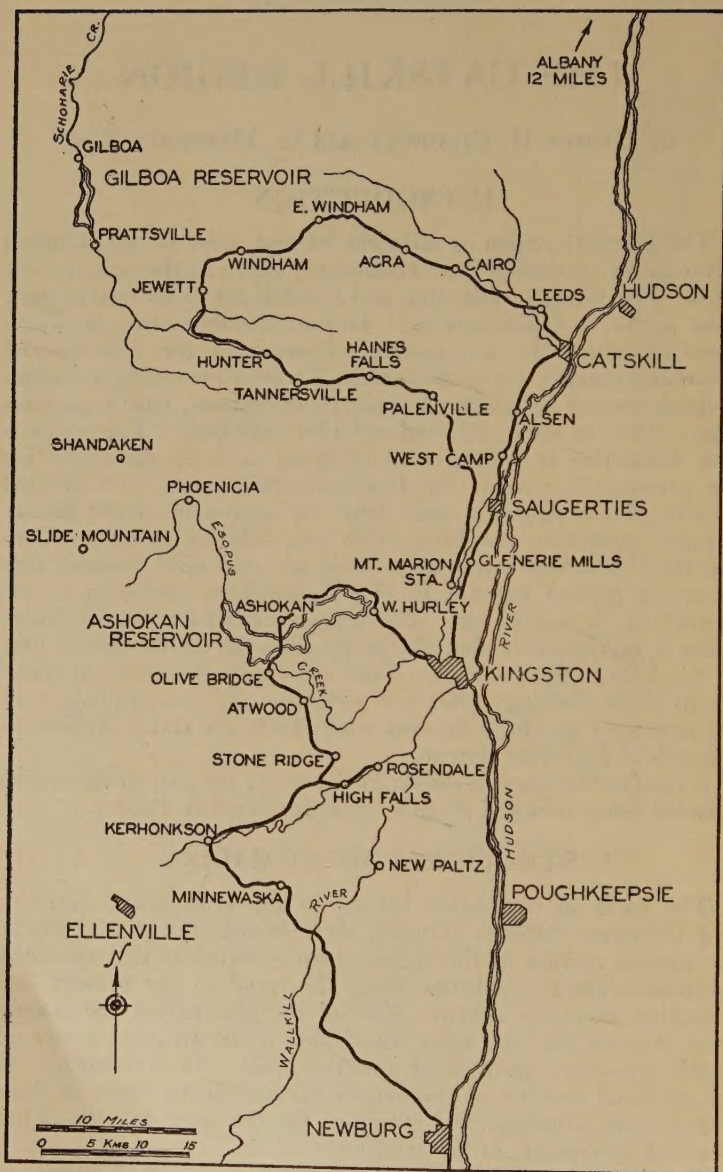 CR.
SCHOHARIE
ALBANY
12 MILES
GILBOA
GILBOA RESERVOIR
E. WINDHAM
PRATTSVILLE
WINDHAM
ACRA
CAIRO
JEWETT
LEEDS
HUDSON
HUNTER
HAINES
FALLS
CATSKILL
TANNERSVILLE
PALENVILLE
ALSEN
SHANDAKEN
WEST CAMP
PHOENICIA
SAUGERTIES
SLIDE MOUNTAIN
ESOPUS
MT. MARION
STA.
GLENERIE MILLS
RIVER
ASHOKAN
W. HURLEY
ASHOKAN
RESERVOIR
OLIVE BRIDGE
CREEK
KINGSTON
ATWOOD
STONE RIDGE
ROSENDALE
HIGH FALLS
HUDSON
KERHONKSON
NEW PALTZ
MINNEWASKA
RIVER
POUGHKEEPSIE
ELLENVILLE
N
WALLKILL
10 MILES
0 5 KMS 10 15
NEWBURG